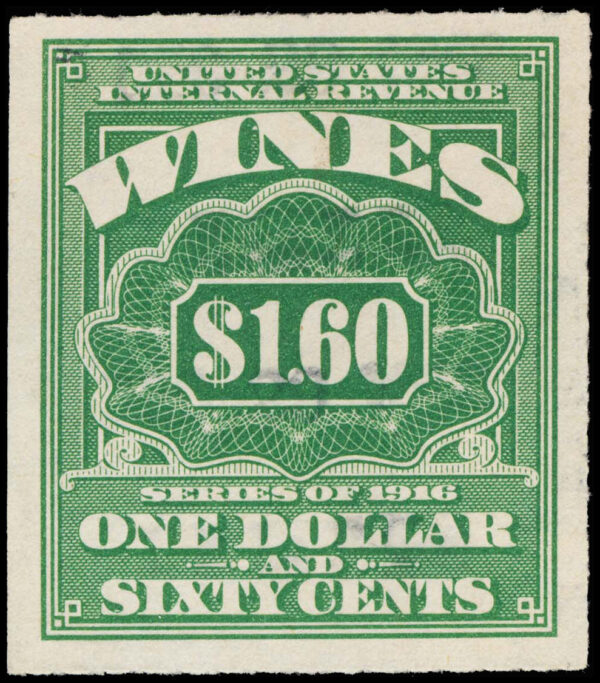 UNITED STATES
INTERNAL REVENUE
WINES
$1.60
SERIES OF 1916
ONE DOLLAR
AND
SIXTY CENTS